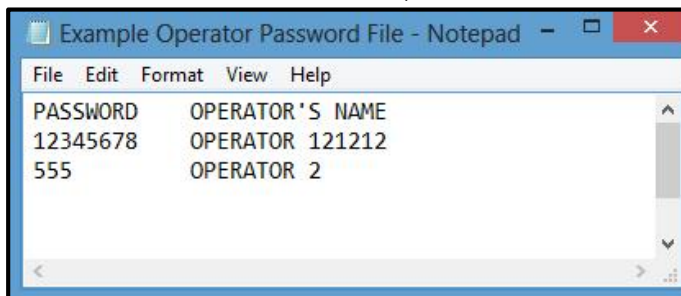 Example Operator Password File - Notepad
File Edit Format View Help
PASSWORD OPERATOR'S NAME
12345678 OPERATOR 121212
555 OPERATOR 2